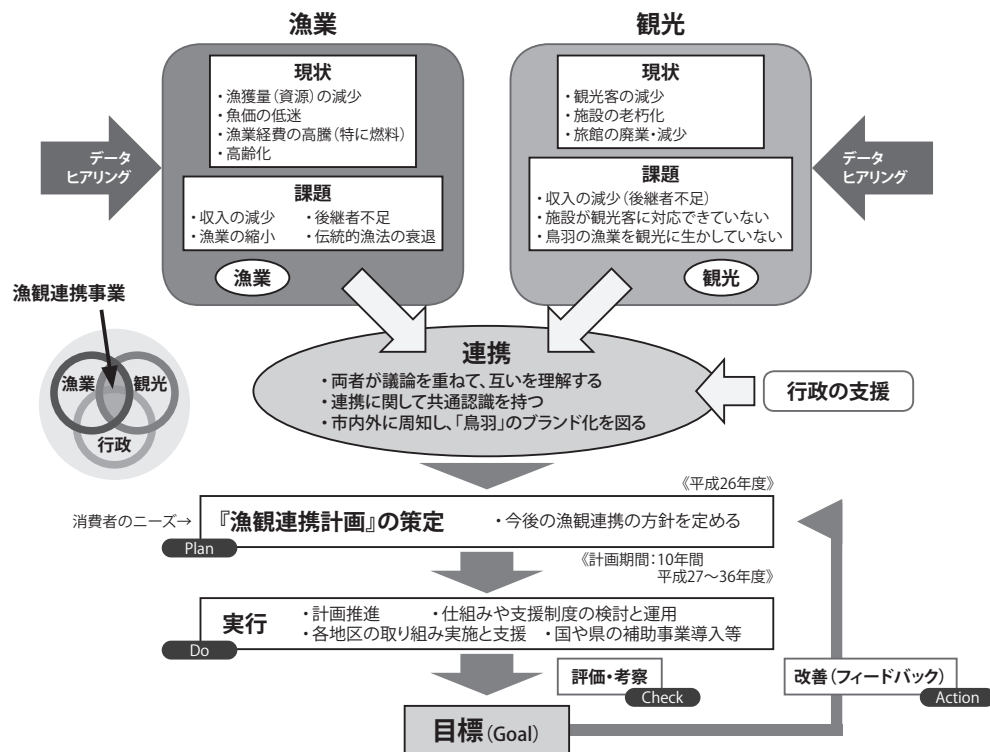 漁業
観光
現状
・漁獲量(資源)の減少
・魚価の低迷
・漁業経費の高騰(特に燃料)
・高齢化
現状
・観光客の減少
・施設の老朽化
・旅館の廃業・減少
データ
ヒアリング
データ
ヒアリング
課題
・収入の減少 ・後継者不足
・漁業の縮小 ・伝統的漁法の衰退
課題
・収入の減少(後継者不足)
・施設が観光客に対応できていない
・鳥羽の漁業を観光に生かしていない
漁業
観光
漁観連携事業
漁業 観光
行政
連携
・両者が議論を重ねて、互いを理解する
・連携に関して共通認識を持つ
・市内外に周知し、「鳥羽」のブランド化を図る
行政の支援
《平成26年度》
消費者のニーズ→
『漁観連携計画』の策定 ・今後の漁観連携の方針を定める
Plan
《計画期間:10年間
平成27〜36年度》
実行
・計画推進 ・仕組みや支援制度の検討と運用
・各地区の取り組み実施と支援 ・国や県の補助事業導入等
Do
評価・考察
Check
改善(フィードバック)
Action
目標(Goal)